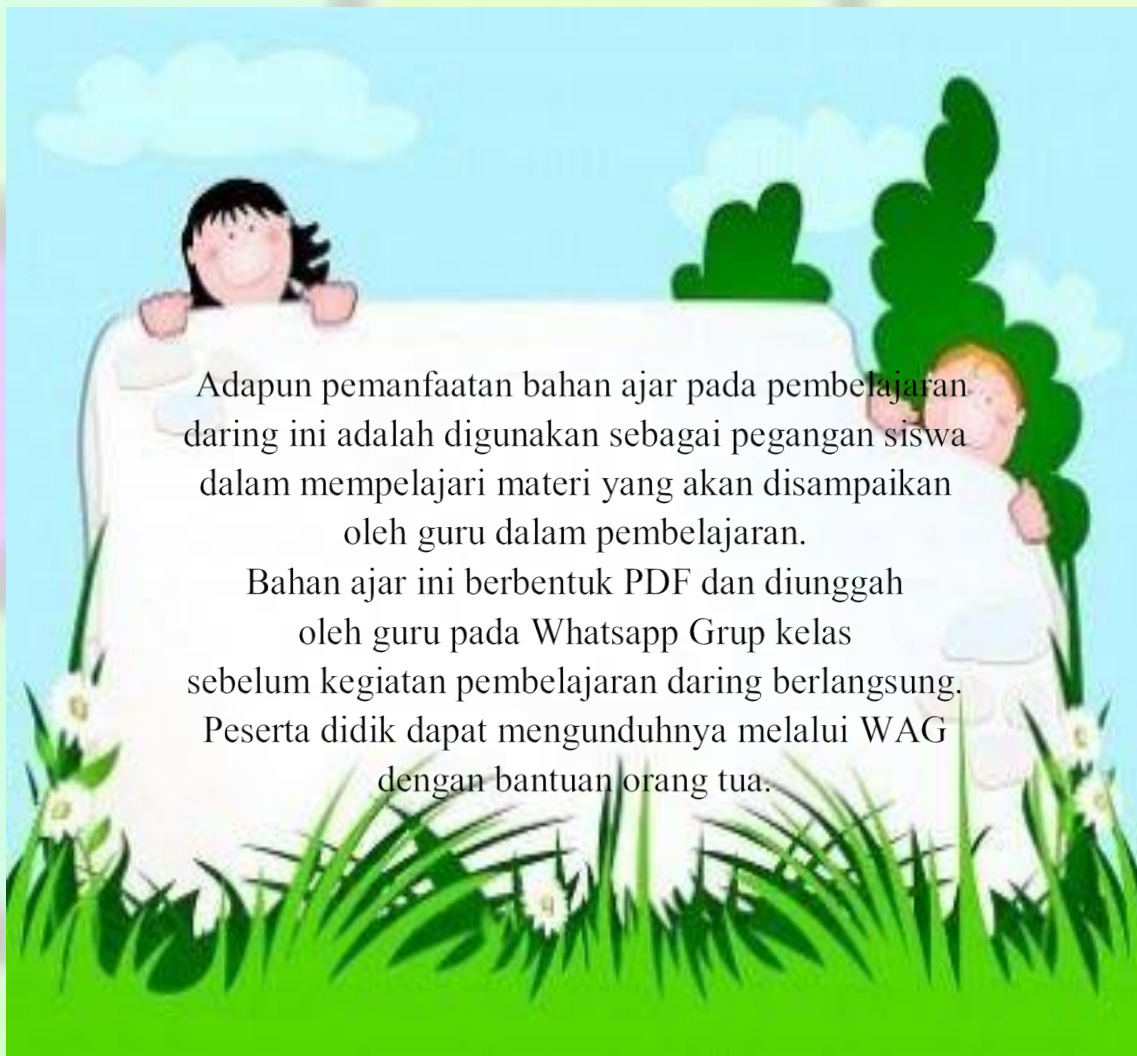 Adapun pemanfaatan bahan ajar pada pembelajaran
daring ini adalah digunakan sebagai pegangan siswa
dalam mempelajari materi yang akan disampaikan
oleh guru dalam pembelajaran.
Bahan ajar ini berbentuk PDF dan diunggah
oleh guru pada Whatsapp Grup kelas
sebelum kegiatan pembelajaran daring berlangsung.
Peserta didik dapat mengunduhnya melalui WAG
dengan bantuan orang tua.